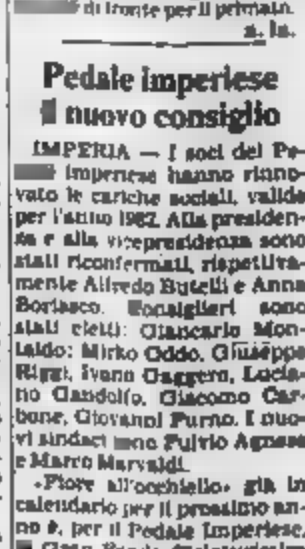 di fronte per il primato.
s. la.
Pedale imperiese
il nuovo consiglio
IMPERIA — I soci del Pe-
imperiese hanno rinno-
vato le cariche sociali, valide
per l'anno 1982. Alla presiden-
za e alla vicepresidenza sono
stati riconfermati, rispettiva-
mente Alfredo Butelli e Anna
Boriasco. Consiglieri sono
stati eletti: Giancarlo Mon-
taldo; Mirko Oddo, Giuseppe
Riggi, Ivano Gaggero, Lucia-
no Gandolfo, Giacomo Car-
bone, Giovanni Furno. I nuo-
vi sindaci sono Fulvio Agnese
e Marco Marvaldi.
«Fiore all'occhiello» già in
calendario per il prossimo an-
no è, per il Pedale Imperiese,